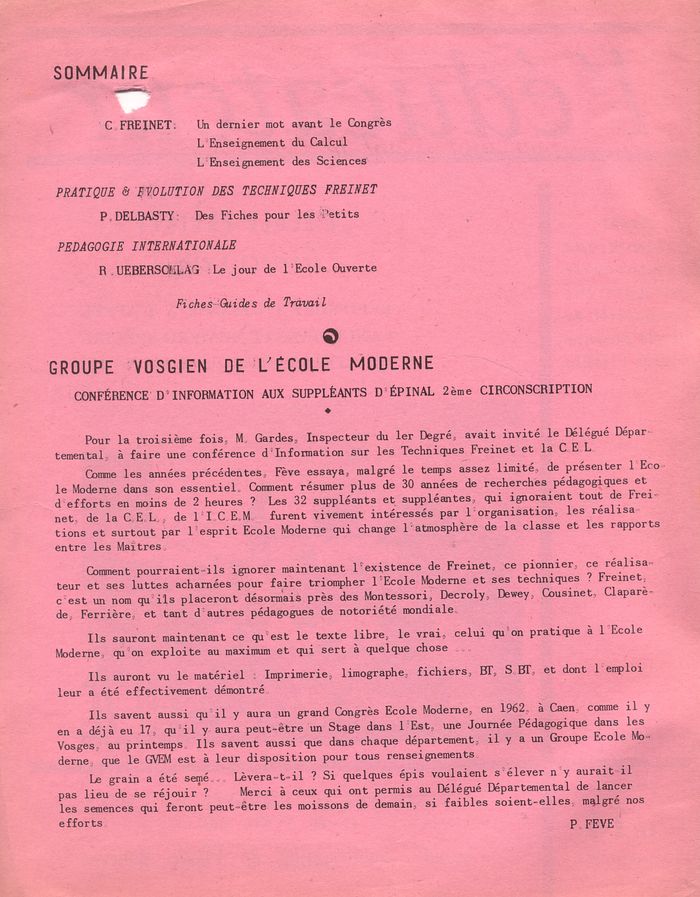 SOMMAIRE
C. FREINET: Un dernier mot avant le Congrès
L'Enseignement du Calcul
L'Enseignement des Sciences
PRATIQUE & EVOLUTION DES TECHNIQUES FREINET
P. DELBASTY: Des Fiches pour les Petits
PEDAGOGIE INTERNATIONALE
R. UEBERSCHLAG : Le jour de l'Ecole Ouverte
Fiches-Guides de Travail
GROUPE VOSGIEN DE L'ÉCOLE MODERNE
CONFÉRENCE D'INFORMATION AUX SUPPLÉANTS D'ÉPINAL 2ème CIRCONSCRIPTION
Pour la troisième fois, M. Gardes, Inspecteur du 1er Degré, avait invité le Délégué Dépar-
temental, à faire une conférence d'Information sur les Techniques Freinet et la C.E.L.
Comme les années précédentes, Fève essaya, malgré le temps assez limité, de présenter l'Eco-
le Moderne dans son essentiel. Comment résumer plus de 30 années de recherches pédagogiques et
d'efforts en moins de 2 heures ? Les 32 suppléants et suppléantes, qui ignoraient tout de Frei-
net, de la C.E.L., de l'I.C.E.M. furent vivement intéressés par l'organisation, les réalisa-
tions et surtout par l'esprit Ecole Moderne qui change l'atmosphère de la classe et les rapports
entre les Maîtres.
Comment pourraient-ils ignorer maintenant l'existence de Freinet, ce pionnier, ce réalisa-
teur et ses luttes acharnées pour faire triompher l'Ecole Moderne et ses techniques ? Freinet,
c'est un nom qu'ils placeront désormais près des Montessori, Decroly, Dewey, Cousinet, Claparè-
de, Ferrière, et tant d'autres pédagogues de notoriété mondiale.
Ils sauront maintenant ce qu'est le texte libre, le vrai, celui qu'on pratique à l'Ecole
Moderne, qu'on exploite au maximum et qui sert à quelque chose ...
Ils auront vu le matériel : Imprimerie, limographe, fichiers, BT, S.BT, et dont l'emploi
leur a été effectivement démontré.
Ils savent aussi qu'il y aura un grand Congrès Ecole Moderne, en 1962, à Caen, comme il y
en a déjà eu 17, qu'il y aura peut-être un Stage dans l'Est, une Journée Pédagogique dans les
Vosges, au printemps. Ils savent aussi que dans chaque département, il y a un Groupe Ecole Mo-
derne, que le GVEM est à leur disposition pour tous renseignements.
Le grain a été semé... Lèvera-t-il ? Si quelques épis voulaient s'élever n'y aurait-il
pas lieu de se réjouir ? Merci à ceux qui ont permis au Délégué Départemental de lancer
les semences qui feront peut-être les moissons de demain, si faibles soient-elles, malgré nos
efforts.
P. FEVE